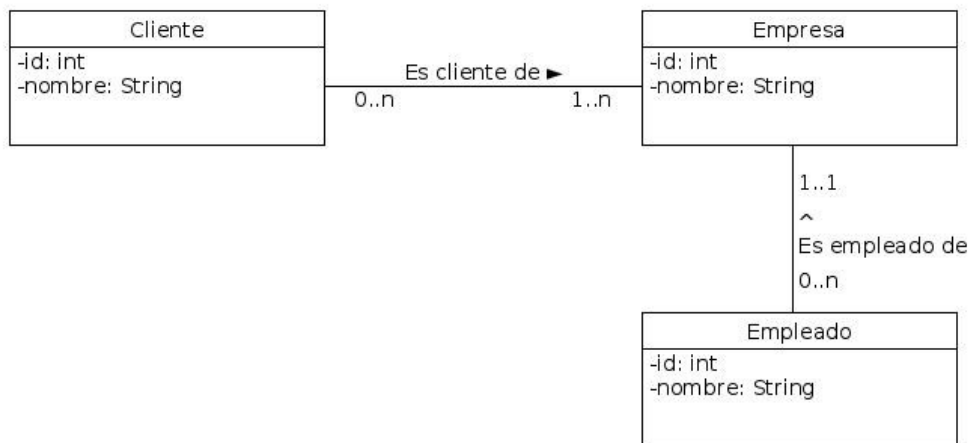 Cliente
-id: int
-nombre: String
Es cliente de ►
0..n
1..n
Empresa
-id: int
-nombre: String
1..1
^
Es empleado de
0..n
Empleado
-id: int
-nombre: String